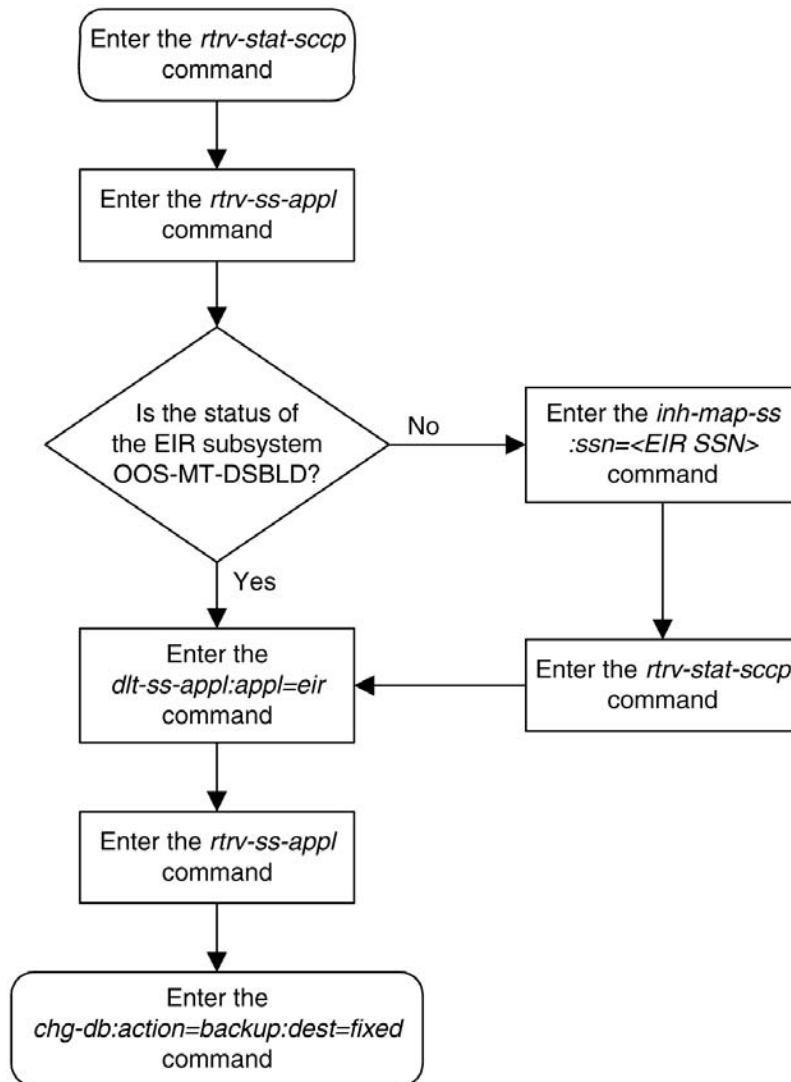 Enter the rtrv-stat-sccp
command
Enter the rtrv-ss-appl
command
Is the status of
the EIR subsystem
OOS-MT-DSBLD?
No
Enter the inh-map-ss
:ssn=<EIR SSN>
command
Yes
Enter the
dlt-ss-appl:appl=eir
command
Enter the rtrv-stat-sccp
command
Enter the rtrv-ss-appl
command
Enter the
chg-db:action=backup:dest=fixed
command